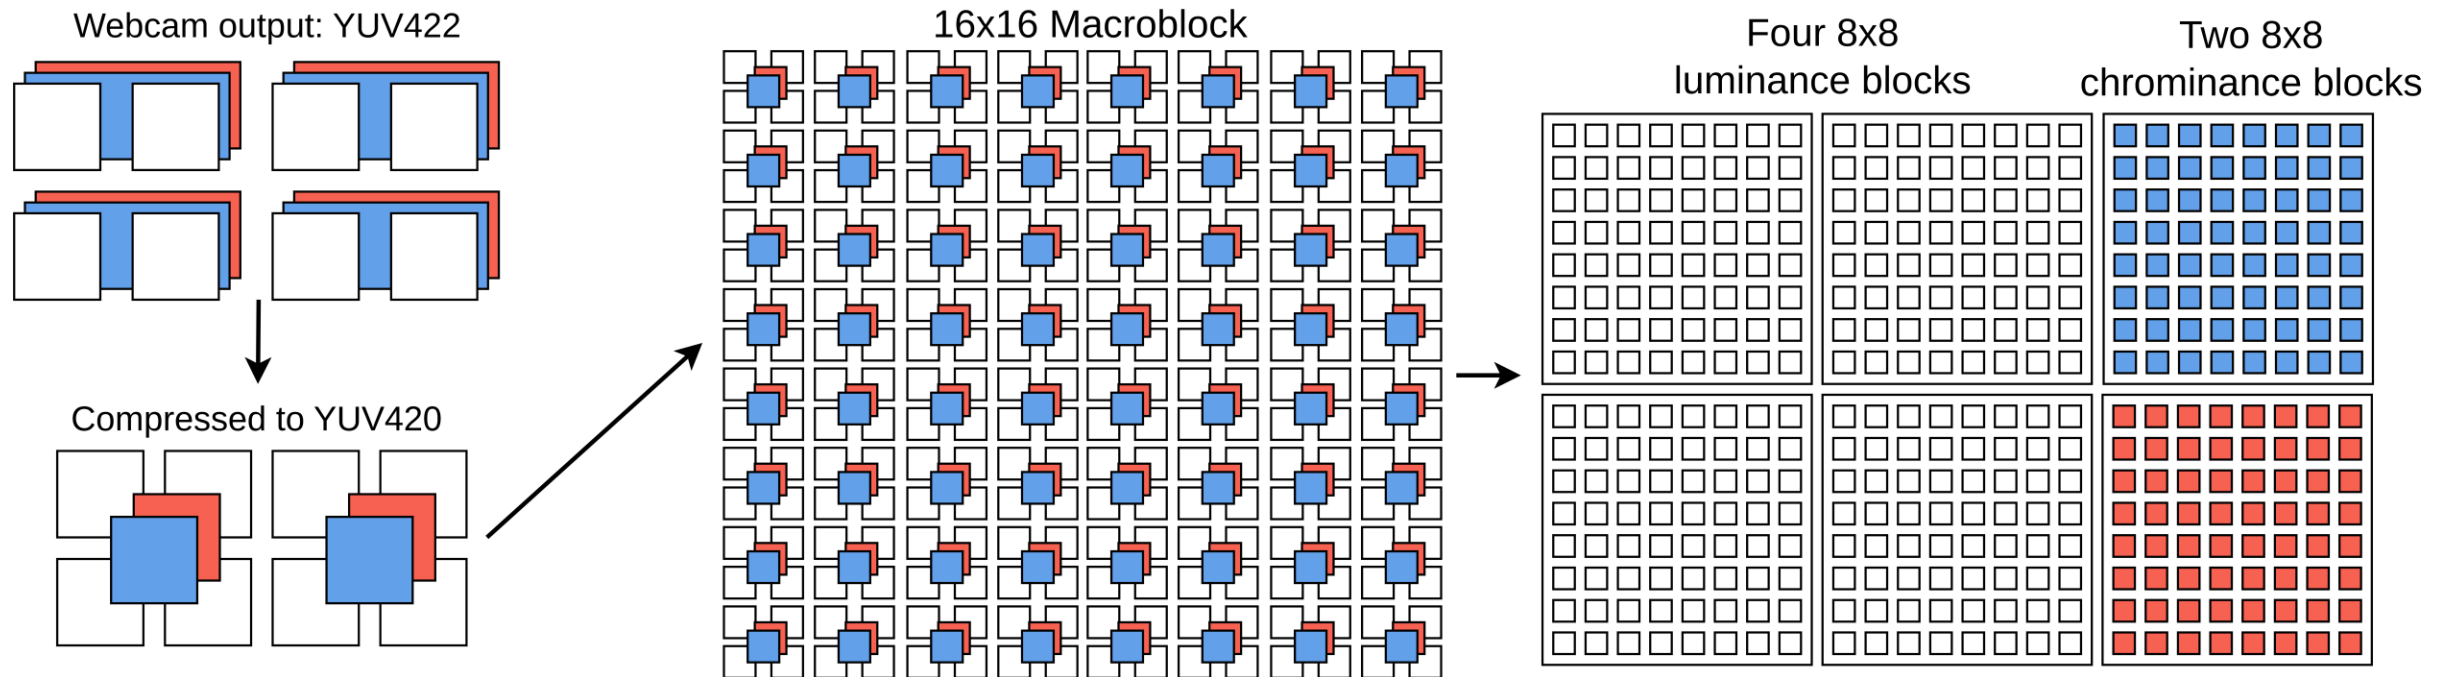 Webcam output: YUV422
Compressed to YUV420
16x16 Macroblock
Four 8x8
luminance blocks
Two 8x8
chrominance blocks